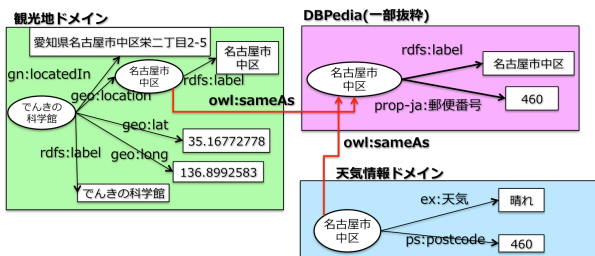 観光地ドメイン
愛知県名古屋市中区栄二丁目2-5
gn:locatedIn
geo:location
名古屋市
中区
rdfs:label
名古屋市
中区
でんきの
科学館
owl:sameAs
geo:lat
35.16772778
geo:long
136.8992583
rdfs:label
でんきの科学館
DBPedia(一部抜粋)
名古屋市
中区
rdfs:label
名古屋市中区
prop-ja:郵便番号
460
owl:sameAs
天気情報ドメイン
名古屋市
中区
ex:天気
晴れ
ps:postcode
460